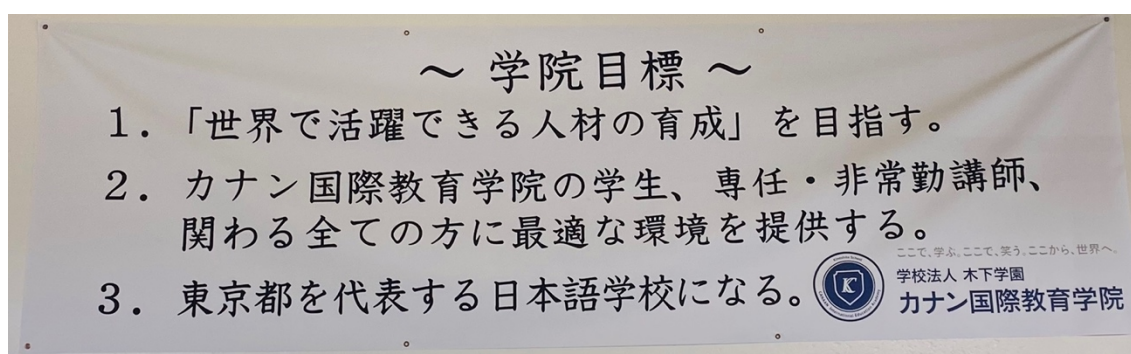 ～ 学院目標 ～
1．「世界で活躍できる人材の育成」を目指す。
2．カナン国際教育学院の学生、専任・非常勤講師、
関わる全ての方に最適な環境を提供する。
3．東京都を代表する日本語学校になる。
ここで、学ぶ。ここで、笑う。ここから、世界へ。
学校法人 木下学園
カナン国際教育学院